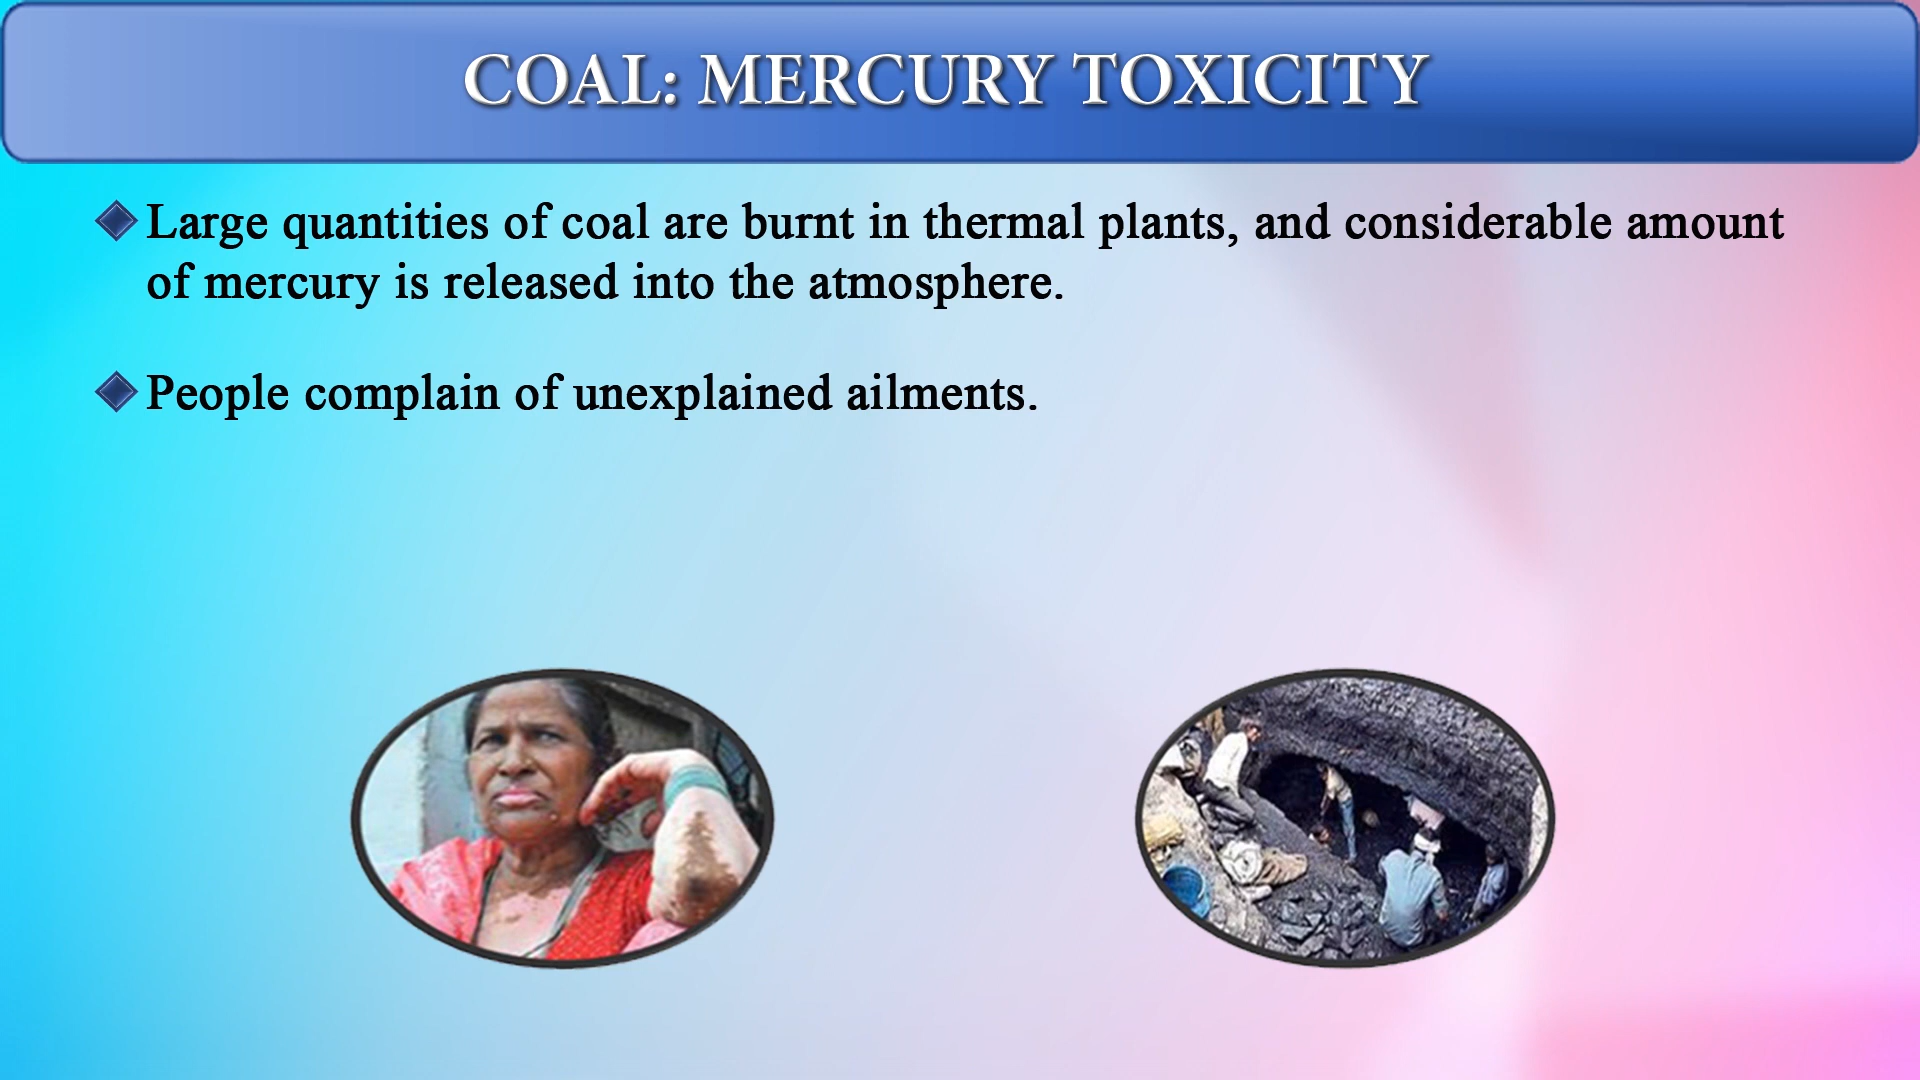 COAL: MERCURY TOXICITY
Large quantities of coal are burnt in thermal plants, and considerable amount
of mercury is released into the atmosphere.
People complain of unexplained ailments.